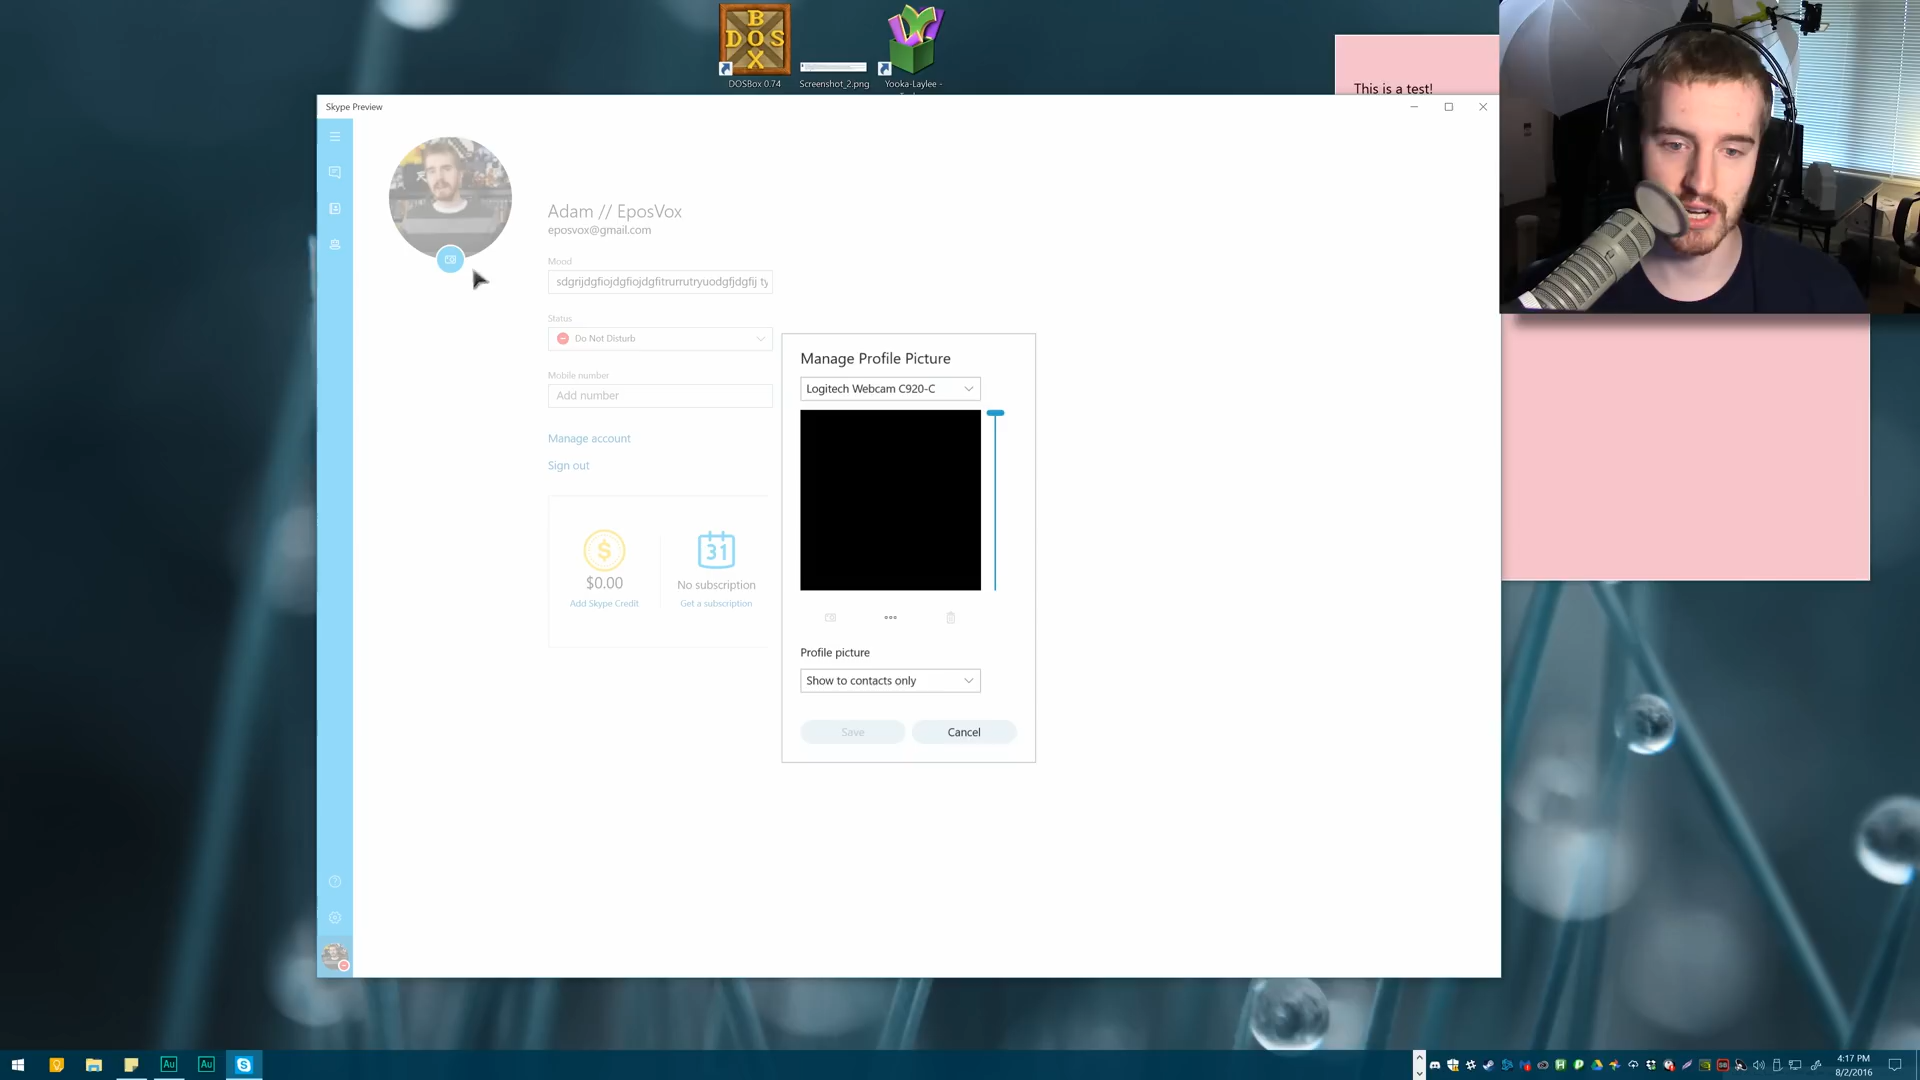 B
DOS
X
DOSBox 0.74
Screenshot_2.png
Yooka-Laylee -
This is a test!
Skype Preview
Adam // EposVox
eposvox@gmail.com
Mood
sdgrijdgfiojdgfiojdgfitrurrutryuodgfjdgfij ty
Status
Do Not Disturb
Mobile number
Add number
Manage account
Sign out
$
$0.00
Add Skype Credit
31
No subscription
Get a subscription
Manage Profile Picture
Logitech Webcam C920-C
Profile picture
Show to contacts only
Save
Cancel
Au
Au
S
4:17 PM
8/2/2016